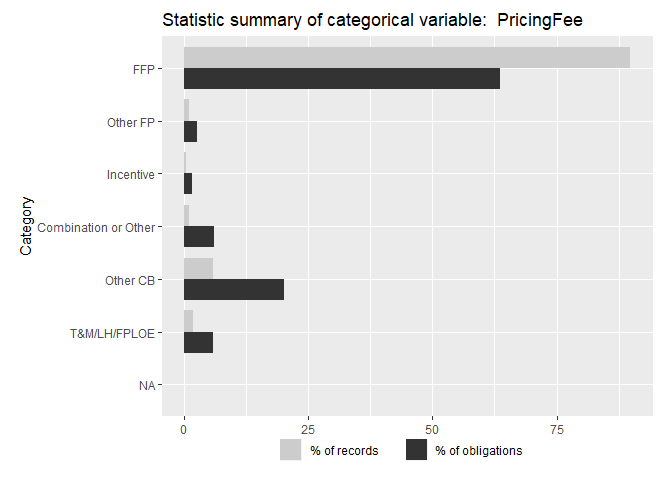 Statistic summary of categorical variable:  PricingFee
Category
FFP
Other FP
Incentive
Combination or Other
Other CB
T&M/LH/FPLOE
NA
0 25 50 75
% of records % of obligations